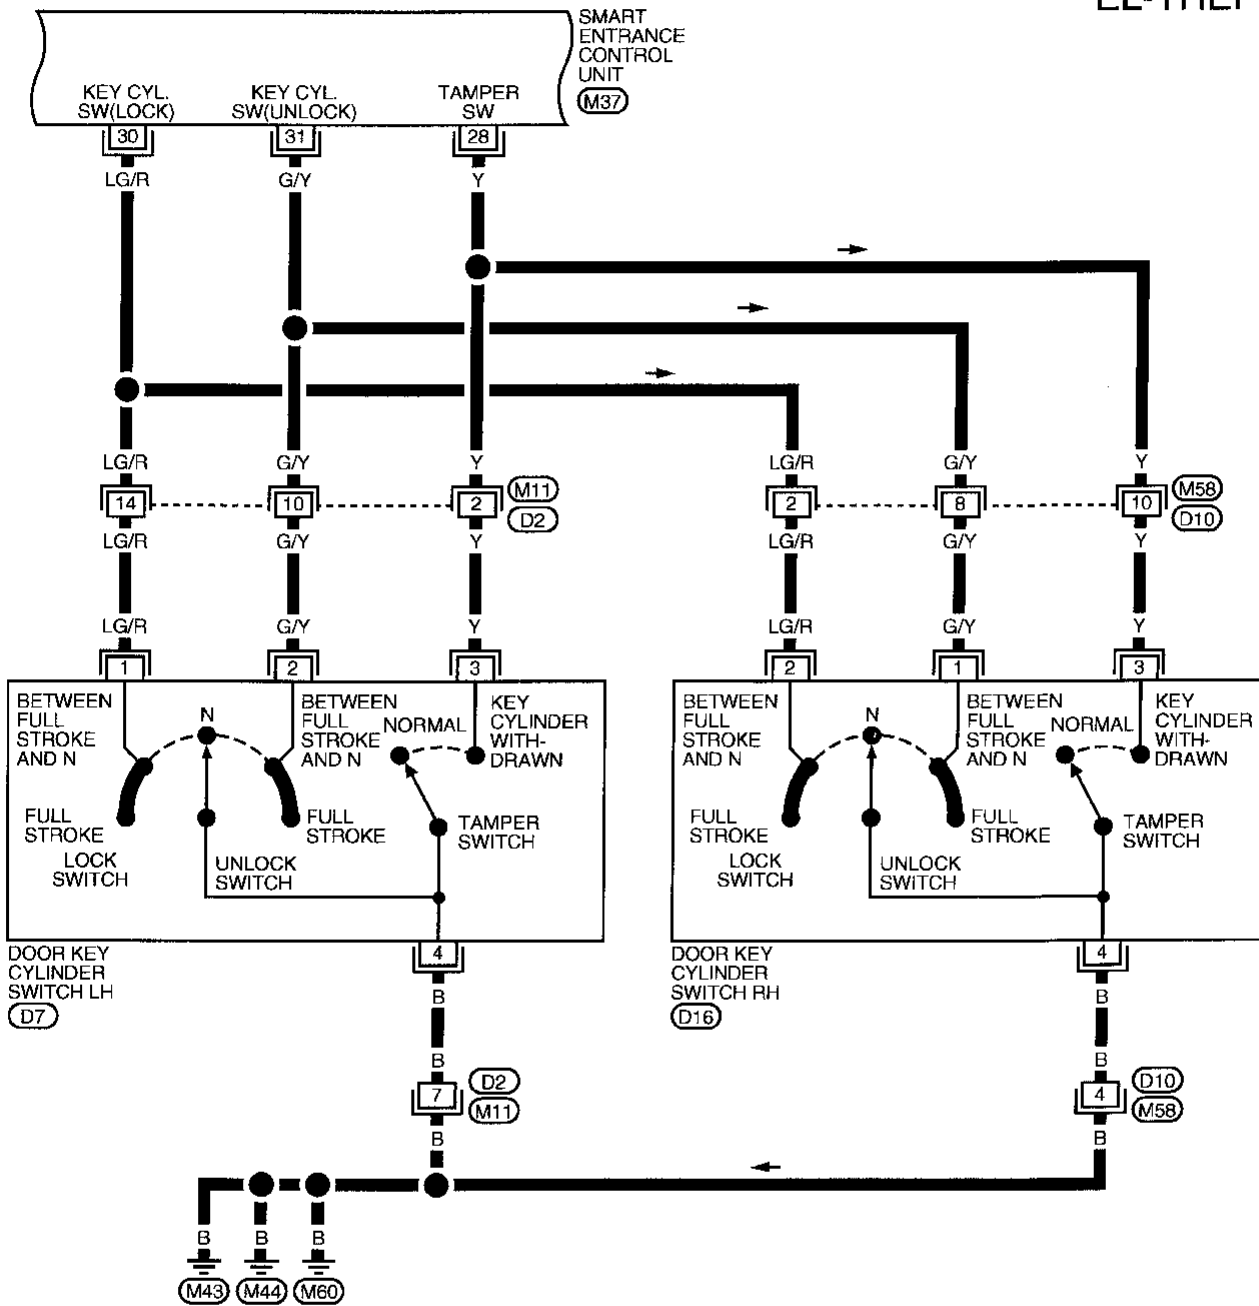 SMART
ENTRANCE
CONTROL
UNIT
M37
KEY CYL.
SW(LOCK)
KEY CYL.
SW(UNLOCK)
TAMPER
SW
30
31
28
LG/R
G/Y
Y
LG/R
G/Y
Y
LG/R
G/Y
Y
14
10
2
M11
D2
2
8
10
M58
D10
LG/R
G/Y
Y
LG/R
G/Y
Y
LG/R
G/Y
Y
LG/R
G/Y
Y
1
2
3
2
1
3
BETWEEN
FULL
STROKE
AND N
N
BETWEEN
FULL
STROKE
AND N
NORMAL
KEY
CYLINDER
WITH-
DRAWN
FULL
STROKE
FULL
STROKE
TAMPER
SWITCH
LOCK
SWITCH
UNLOCK
SWITCH
BETWEEN
FULL
STROKE
AND N
N
BETWEEN
FULL
STROKE
AND N
NORMAL
KEY
CYLINDER
WITH-
DRAWN
FULL
STROKE
FULL
STROKE
TAMPER
SWITCH
LOCK
SWITCH
UNLOCK
SWITCH
4
4
DOOR KEY
CYLINDER
SWITCH LH
D7
DOOR KEY
CYLINDER
SWITCH RH
D16
B
B
B
B
7
D2
M11
4
D10
M58
B
B
B
B
B
M43
M44
M60